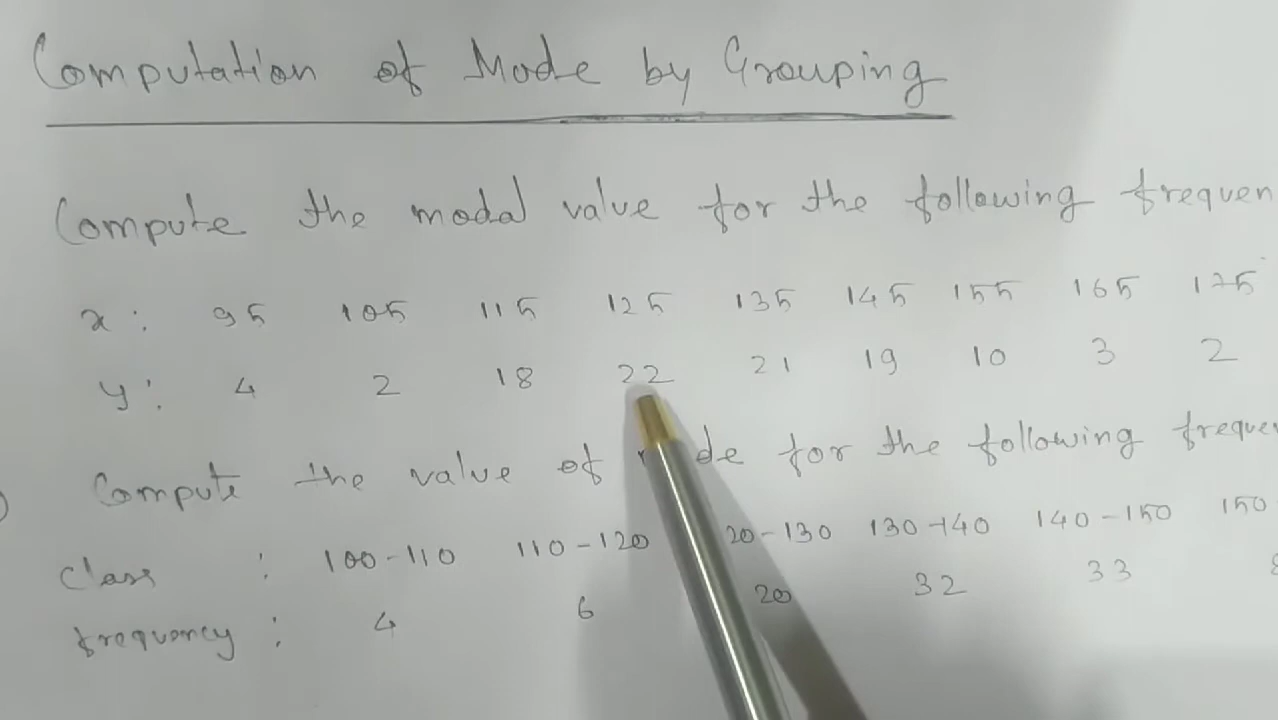 Computation of Mode by Grouping
Compute the modal value for the following frequen
x : 95 105 115 125 135 145 155 165 175
y : 4 2 18 22 21 19 10 3 2
) Compute the value of de for the following freque
Class : 100-110 110-120 20-130 130-140 140-150 150
frequency : 4 6 20 32 33